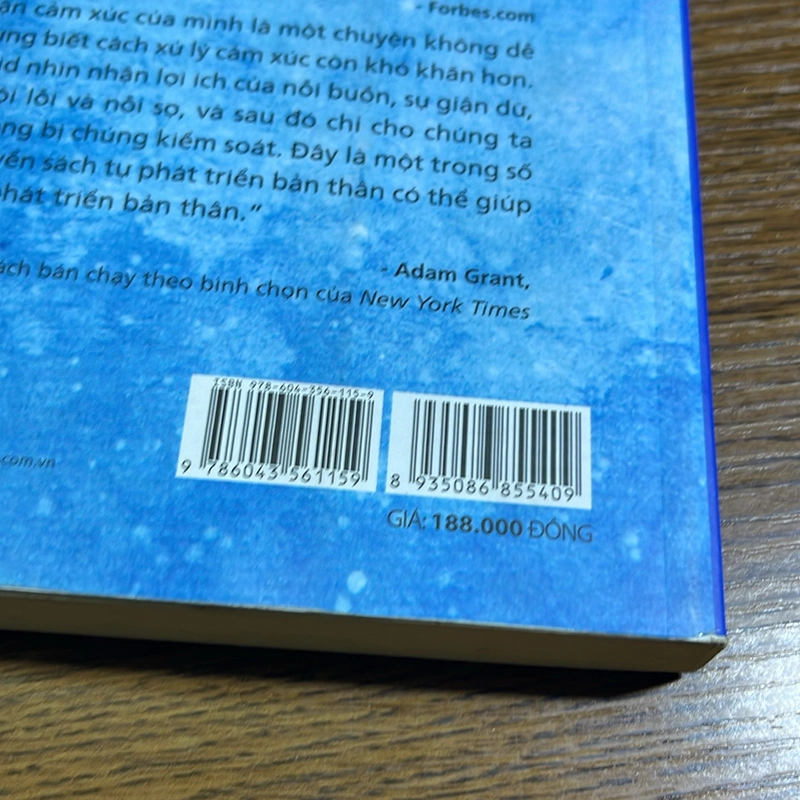 - Forbes.com
cảm xúc của mình là một chuyện không dễ
biết cách xử lý cảm xúc còn khó khăn hơn.
nhìn nhận lợi ích của nỗi buồn, sự giận dữ,
lỗi và nỗi sợ, và sau đó chỉ cho chúng ta
bị chúng kiểm soát. Đây là một trong số
sách tự phát triển bản thân có thể giúp
phát triển bản thân.”
- Adam Grant,
bán chạy theo bình chọn của New York Times
ISBN 978-604-356-115-9
9 786043 561159
8 935086 855409
.com.vn
GIÁ: 188.000 ĐỒNG